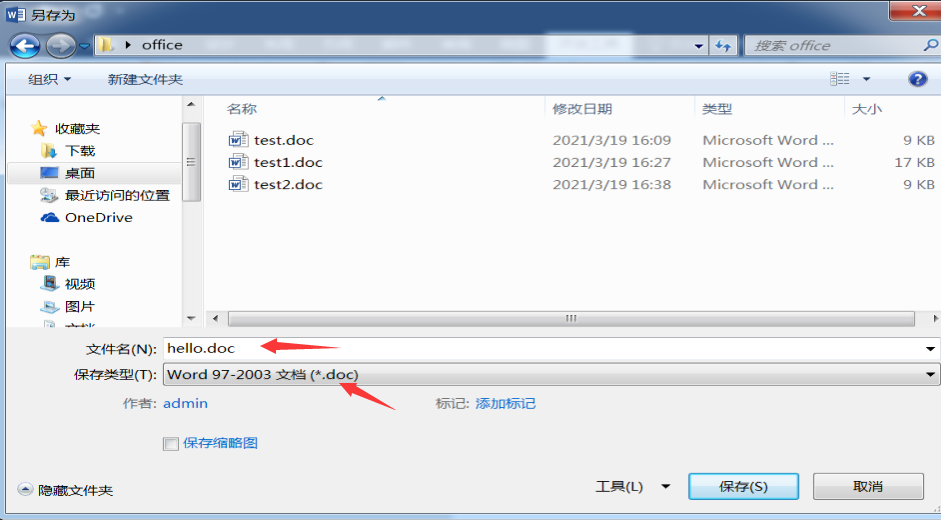 另存为
office
搜索 office
组织
新建文件夹
名称 修改日期 类型 大小
test.doc 2021/3/19 16:09 Microsoft Word ... 9 KB
test1.doc 2021/3/19 16:27 Microsoft Word ... 17 KB
test2.doc 2021/3/19 16:38 Microsoft Word ... 9 KB
收藏夹
下载
桌面
最近访问的位置
OneDrive
库
视频
图片
文档
文件名(N): hello.doc
保存类型(T): Word 97-2003 文档 (*.doc)
作者: admin 标记: 添加标记
保存缩略图
隐藏文件夹 工具(L) 保存(S) 取消